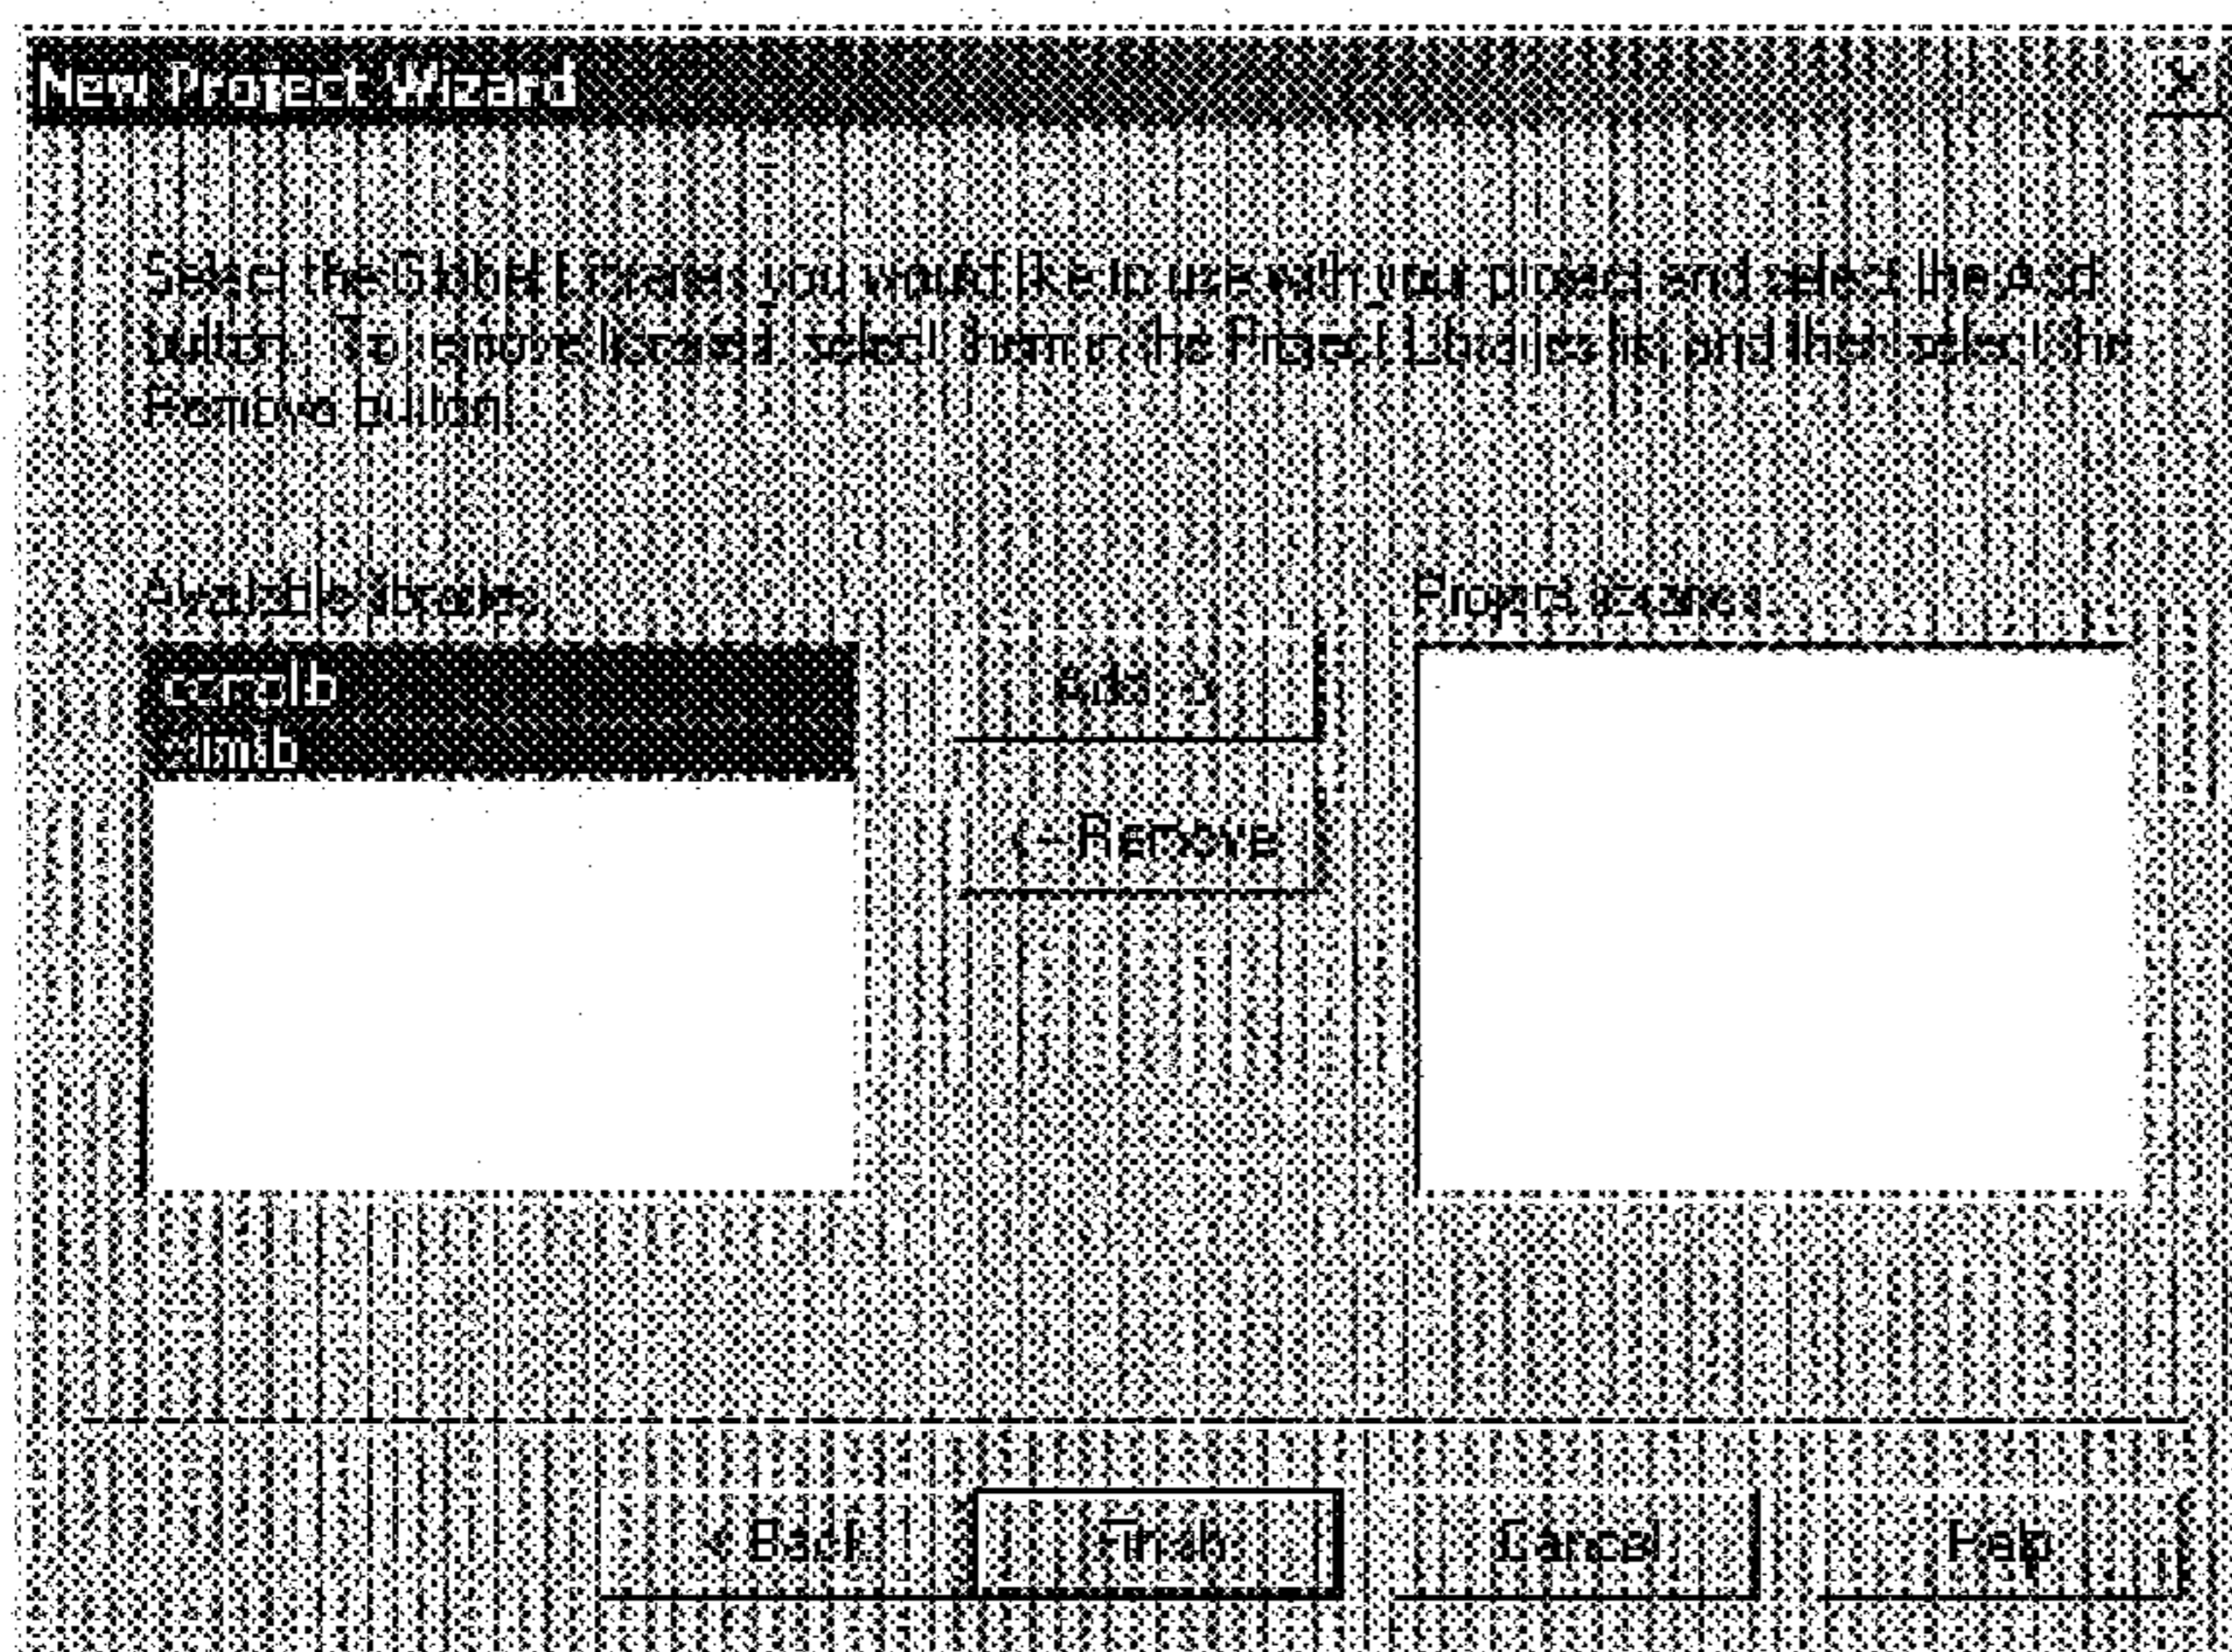 New Project Wizard
Select the Global Libraries you would like to use with your project and select the Add
button. To remove libraries, select them in the Project Libraries list, and then select the
Remove button.
Available libraries:
Project libraries:
Add ->
<- Remove
< Back
Finish
Cancel
Help